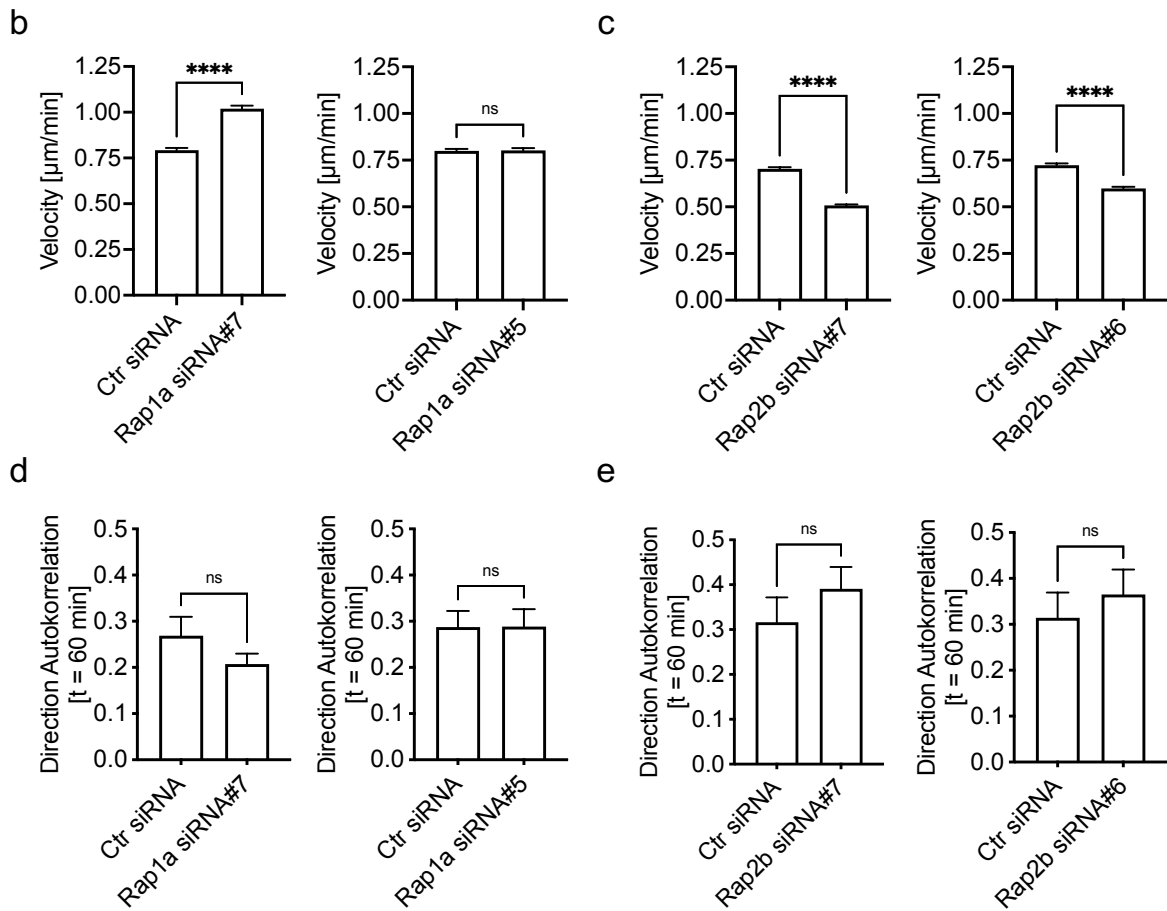 b
c
Velocity [µm/min]
1.25
1.00
0.75
0.50
0.25
0.00
****
Ctr siRNA
Rap1a siRNA#7
Velocity [µm/min]
1.25
1.00
0.75
0.50
0.25
0.00
ns
Ctr siRNA
Rap1a siRNA#5
Velocity [µm/min]
1.25
1.00
0.75
0.50
0.25
0.00
****
Ctr siRNA
Rap2b siRNA#7
Velocity [µm/min]
1.25
1.00
0.75
0.50
0.25
0.00
****
Ctr siRNA
Rap2b siRNA#6
d
e
Direction Autokorrelation
[t = 60 min]
0.5
0.4
0.3
0.2
0.1
0.0
ns
Ctr siRNA
Rap1a siRNA#7
Direction Autokorrelation
[t = 60 min]
0.5
0.4
0.3
0.2
0.1
0.0
ns
Ctr siRNA
Rap1a siRNA#5
Direction Autokorrelation
[t = 60 min]
0.5
0.4
0.3
0.2
0.1
0.0
ns
Ctr siRNA
Rap2b siRNA#7
Direction Autokorrelation
[t = 60 min]
0.5
0.4
0.3
0.2
0.1
0.0
ns
Ctr siRNA
Rap2b siRNA#6